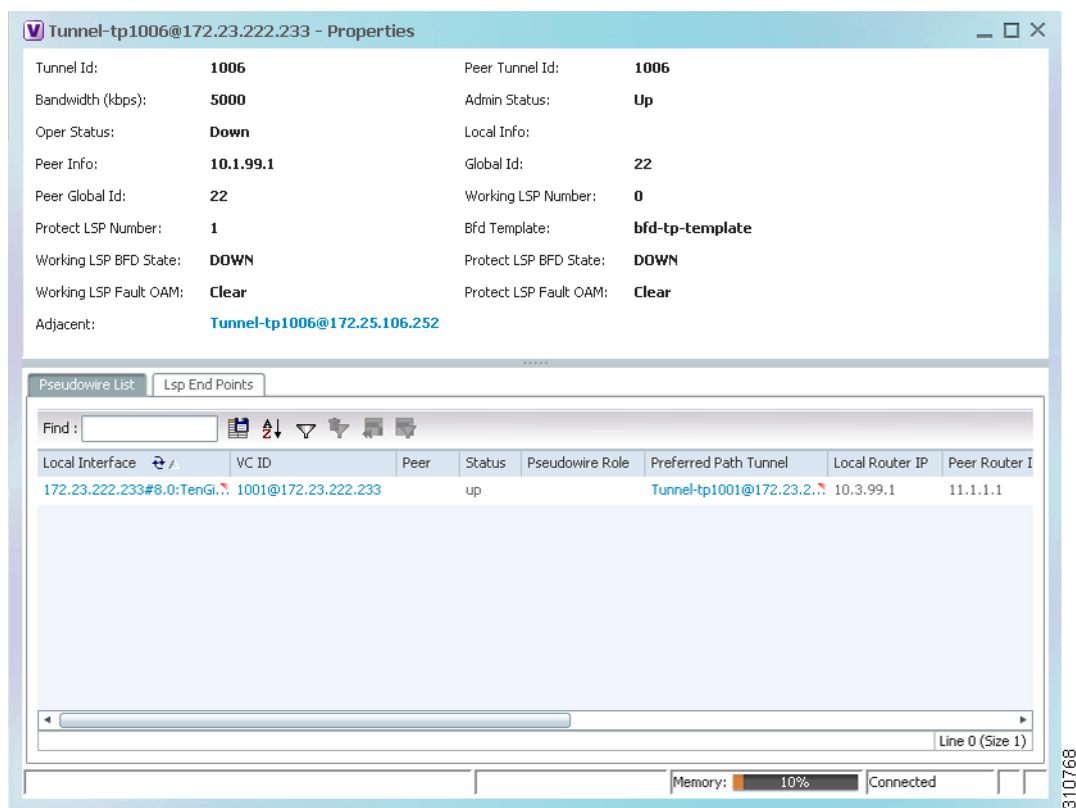 V Tunnel-tp1006@172.23.222.233 - Properties
Tunnel Id: 1006 Peer Tunnel Id: 1006
Bandwidth (kbps): 5000 Admin Status: Up
Oper Status: Down Local Info:
Peer Info: 10.1.99.1 Global Id: 22
Peer Global Id: 22 Working LSP Number: 0
Protect LSP Number: 1 Bfd Template: bfd-tp-template
Working LSP BFD State: DOWN Protect LSP BFD State: DOWN
Working LSP Fault OAM: Clear Protect LSP Fault OAM: Clear
Adjacent: Tunnel-tp1006@172.25.106.252
Pseudowire List Lsp End Points
Find :
Local Interface VC ID Peer Status Pseudowire Role Preferred Path Tunnel Local Router IP Peer Router I
172.23.222.233#8.0:TenGi... 1001@172.23.222.233 up Tunnel-tp1001@172.23.2... 10.3.99.1 11.1.1.1
Line 0 (Size 1)
Memory: 10% Connected
310768